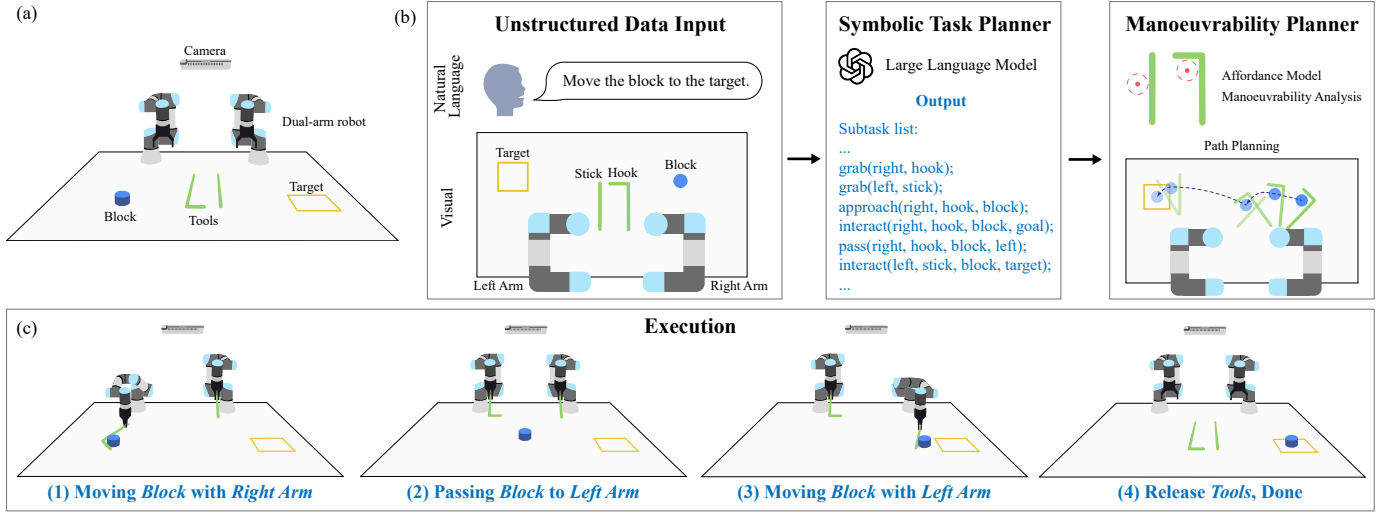 (a)
Camera
Dual-arm robot
Target
Block
Tools
(b)
Unstructured Data Input
Natural
Language
Move the block to the target.
Visual
Target
Stick
Hook
Block
Left Arm
Right Arm
Symbolic Task Planner
Large Language Model
Output
Subtask list:
...
grab(right, hook);
grab(left, stick);
approach(right, hook, block);
interact(right, hook, block, goal);
pass(right, hook, block, left);
interact(left, stick, block, target);
...
Manoeuvrability Planner
Affordance Model
Manoeuvrability Analysis
Path Planning
(c)
Execution
(1) Moving Block with Right Arm
(2) Passing Block to Left Arm
(3) Moving Block with Left Arm
(4) Release Tools, Done